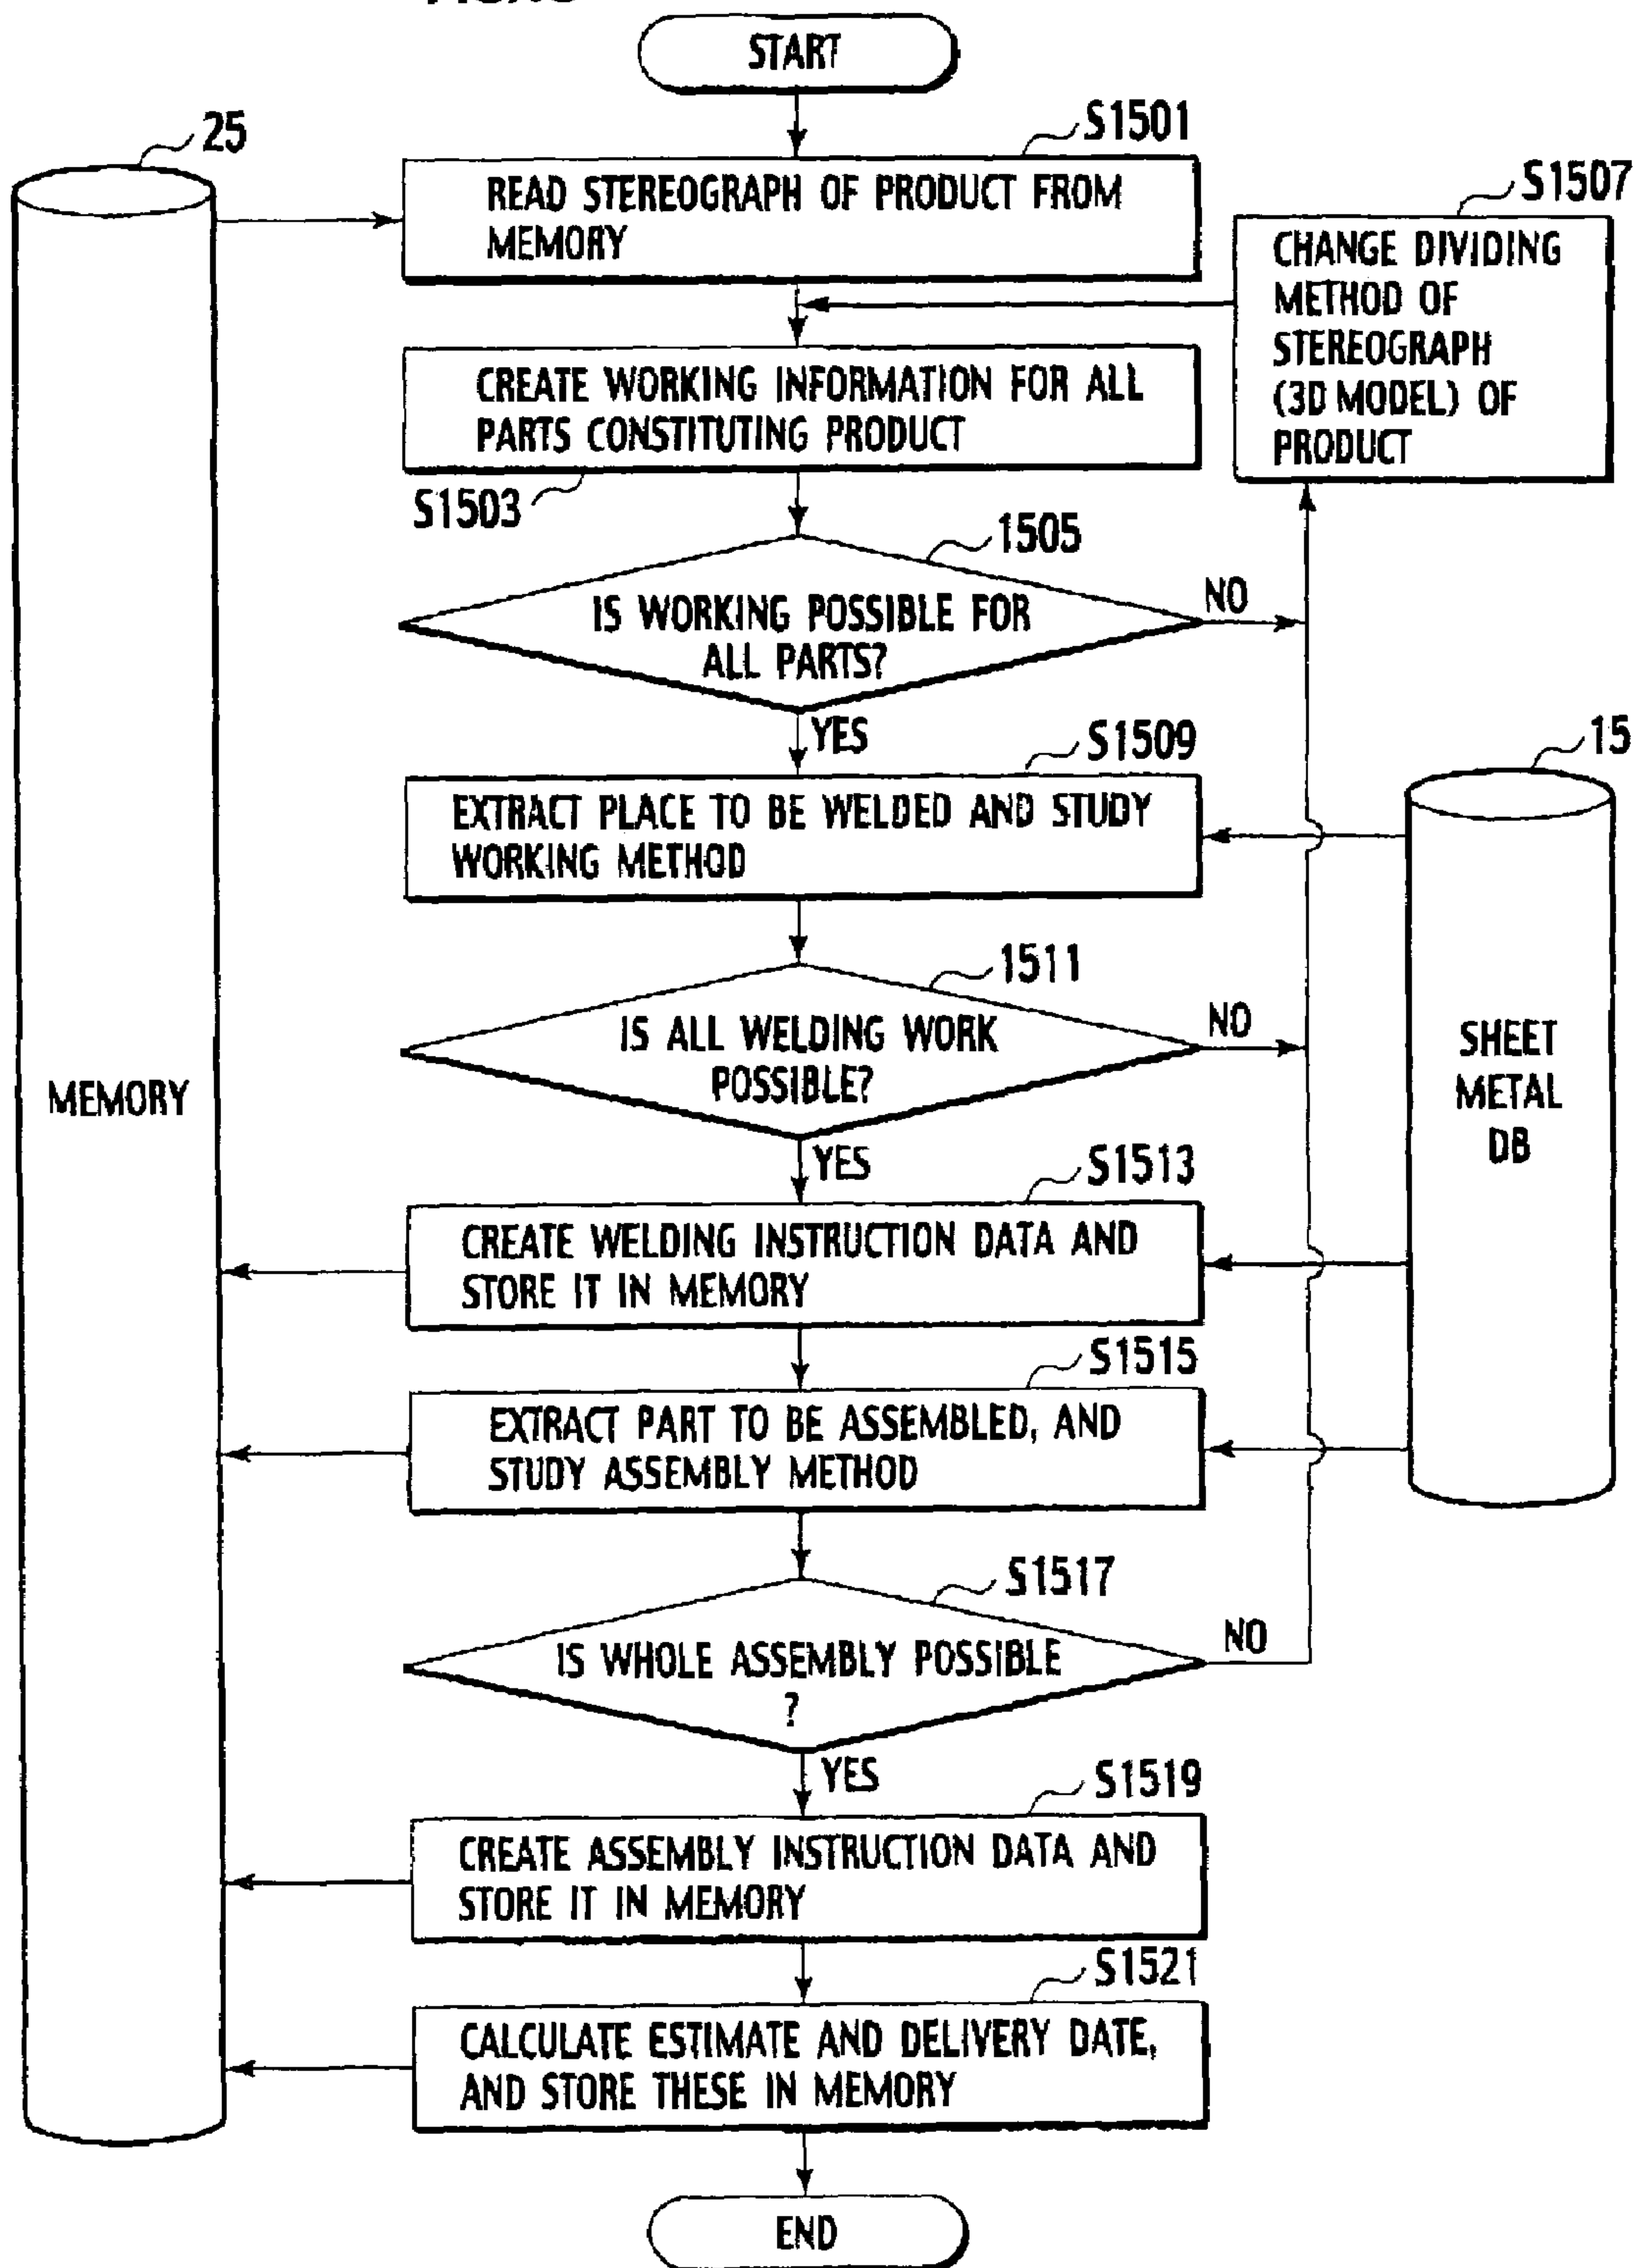 START
25
S1501
READ STEREOGRAPH OF PRODUCT FROM
MEMORY
S1507
CHANGE DIVIDING
METHOD OF
STEREOGRAPH
(3D MODEL) OF
PRODUCT
CREATE WORKING INFORMATION FOR ALL
PARTS CONSTITUTING PRODUCT
S1503
1505
IS WORKING POSSIBLE FOR
ALL PARTS?
NO
YES
S1509
15
EXTRACT PLACE TO BE WELDED AND STUDY
WORKING METHOD
1511
IS ALL WELDING WORK
POSSIBLE?
NO
SHEET
METAL
DB
MEMORY
YES
S1513
CREATE WELDING INSTRUCTION DATA AND
STORE IT IN MEMORY
S1515
EXTRACT PART TO BE ASSEMBLED, AND
STUDY ASSEMBLY METHOD
S1517
IS WHOLE ASSEMBLY POSSIBLE
?
NO
YES
S1519
CREATE ASSEMBLY INSTRUCTION DATA AND
STORE IT IN MEMORY
S1521
CALCULATE ESTIMATE AND DELIVERY DATE,
AND STORE THESE IN MEMORY
END